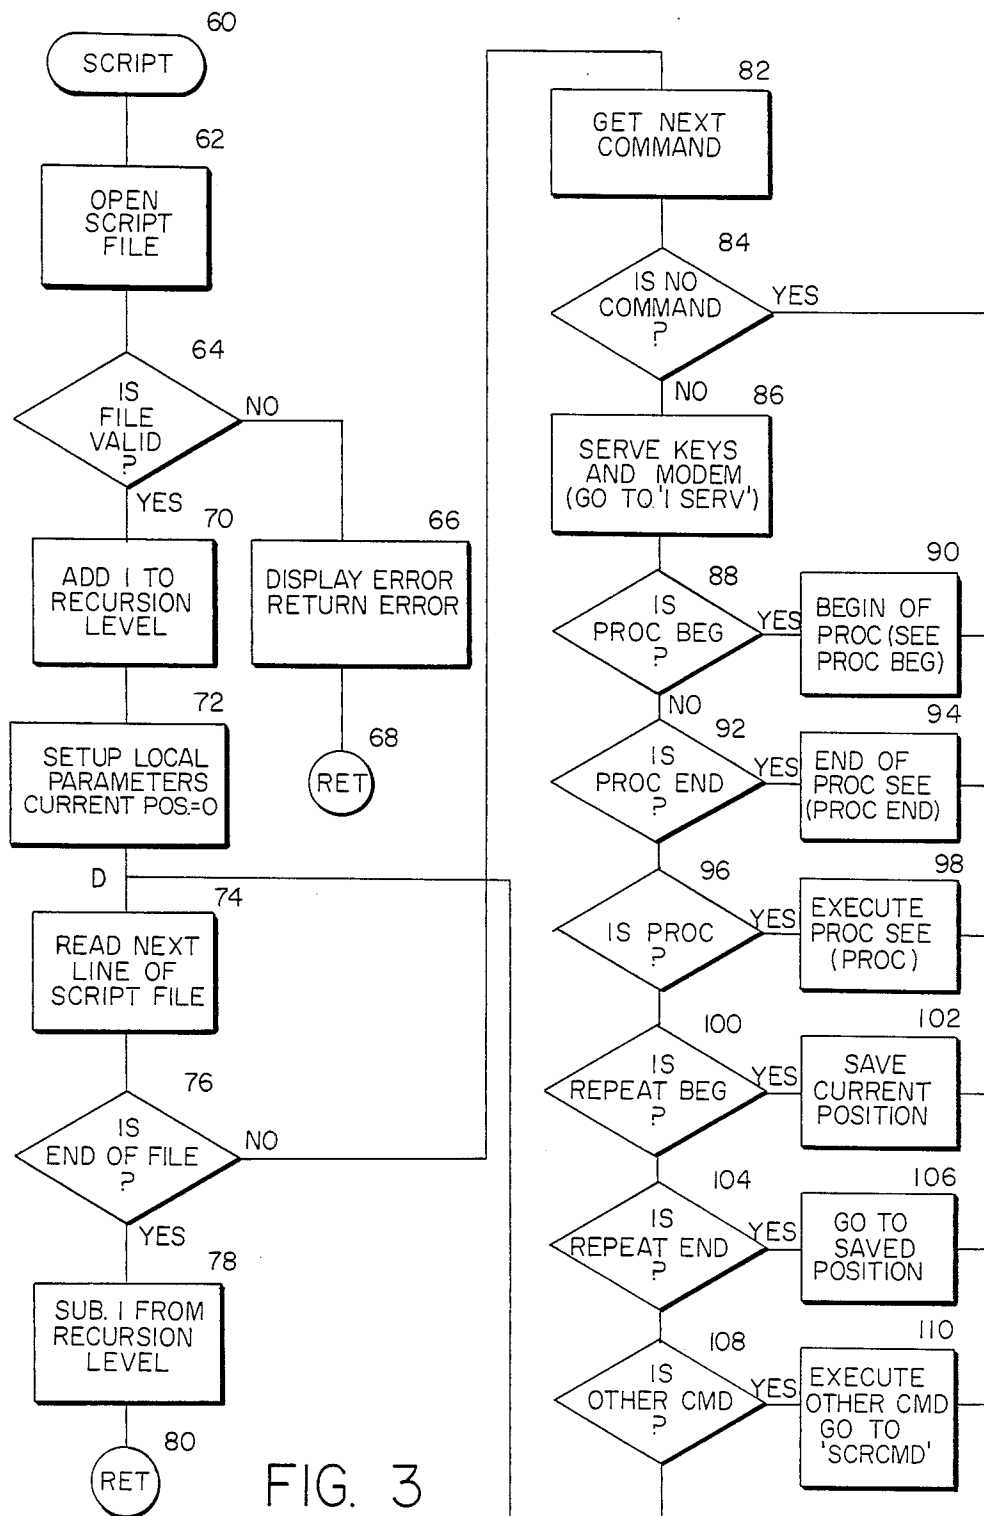 60
SCRIPT
62
OPEN
SCRIPT
FILE
64
IS
FILE
VALID
?
NO
YES
66
DISPLAY ERROR
RETURN ERROR
68
RET
70
ADD 1 TO
RECURSION
LEVEL
72
SETUP LOCAL
PARAMETERS
CURRENT POS.=0
D
74
READ NEXT
LINE OF
SCRIPT FILE
76
IS
END OF FILE
?
NO
YES
78
SUB. 1 FROM
RECURSION
LEVEL
80
RET
FIG. 3
82
GET NEXT
COMMAND
84
IS NO
COMMAND
?
YES
NO
86
SERVE KEYS
AND MODEM
(GO TO 'I SERV')
88
IS
PROC BEG
?
YES
NO
90
BEGIN OF
PROC (SEE
PROC BEG)
92
IS
PROC END
?
YES
94
END OF
PROC SEE
(PROC END)
96
IS PROC
?
YES
98
EXECUTE
PROC SEE
(PROC)
100
IS
REPEAT BEG
?
YES
102
SAVE
CURRENT
POSITION
104
IS
REPEAT END
?
YES
106
GO TO
SAVED
POSITION
108
IS
OTHER CMD
?
YES
110
EXECUTE
OTHER CMD
GO TO
'SCRCMD'